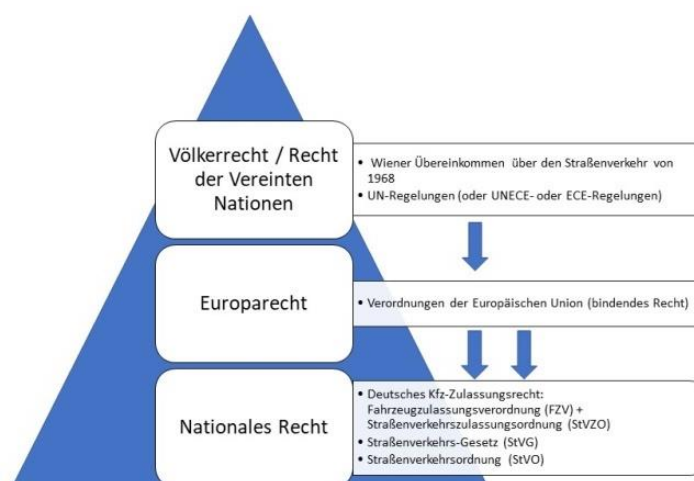 Völkerrecht / Recht
der Vereinten
Nationen
• Wiener Übereinkommen über den Straßenverkehr von
1968
• UN-Regelungen (oder UNECE- oder ECE-Regelungen)
Europarecht
• Verordnungen der Europäischen Union (bindendes Recht)
Nationales Recht
• Deutsches Kfz-Zulassungsrecht:
Fahrzeugzulassungsverordnung (FZV) +
Straßenverkehrszulassungsordnung (StVZO)
• Straßenverkehrs-Gesetz (StVG)
• Straßenverkehrsordnung (StVO)